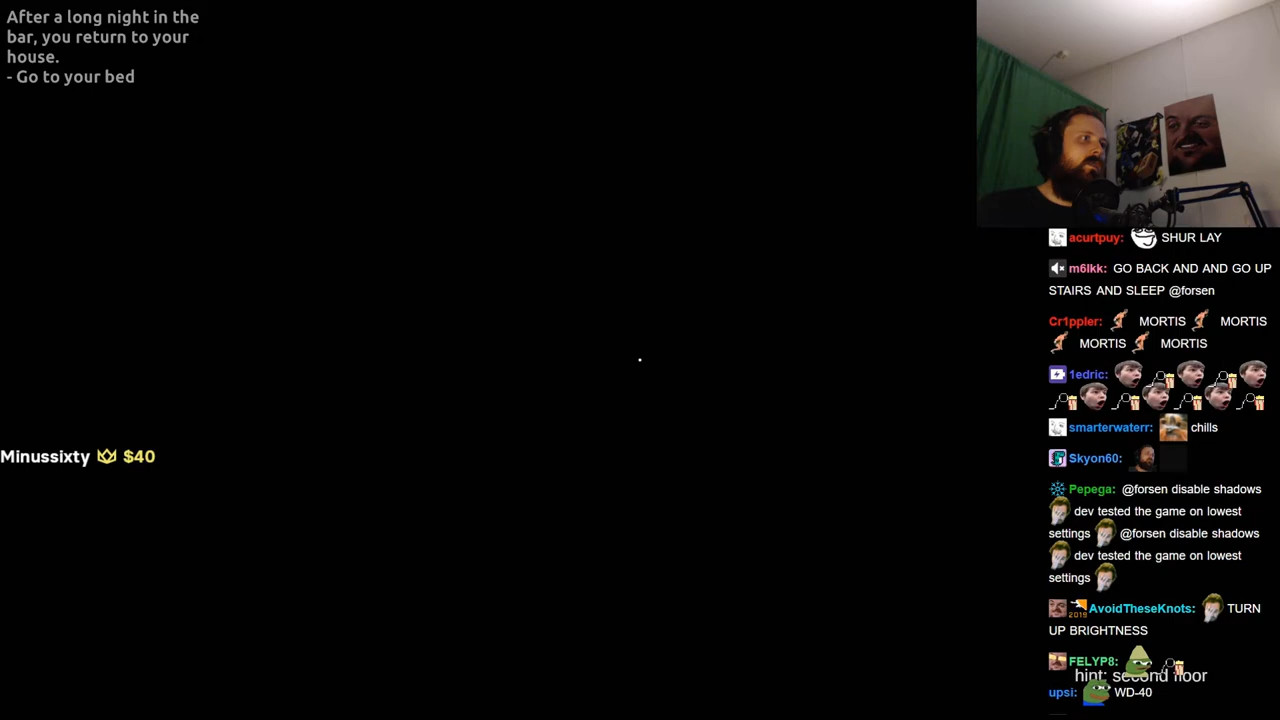 After a long night in the
bar, you return to your
house.
- Go to your bed
Minussixty $40
acurtpuy: SHUR LAY
m6lkk: GO BACK AND AND GO UP
STAIRS AND SLEEP @forsen
Cr1ppler: MORTIS MORTIS
MORTIS MORTIS
1edric:
smarterwaterr: chills
Skyon60:
Pepega: @forsen disable shadows
dev tested the game on lowest
settings @forsen disable shadows
dev tested the game on lowest
settings
2019 AvoidTheseKnots: TURN
UP BRIGHTNESS
FELYP8:
hint: second floor
upsi: WD-40